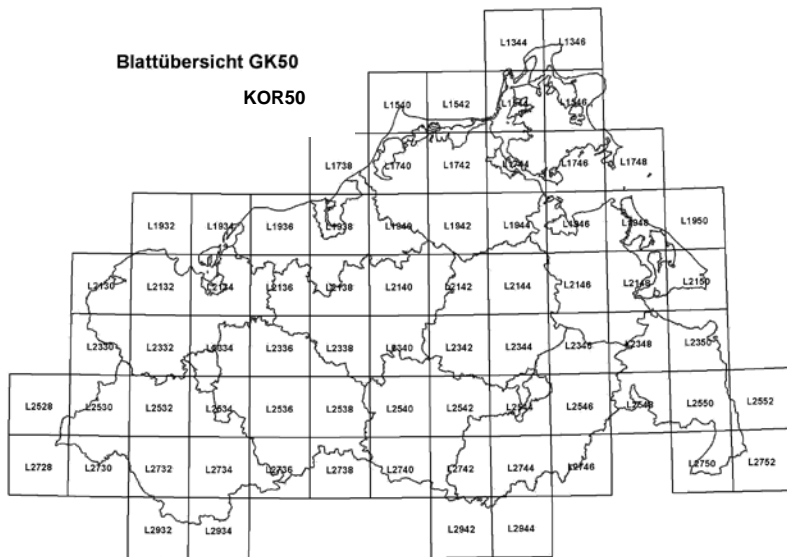 L1344 L1346
Blattübersicht GK50
KOR50
L1540 L1542 L1544 L1546
L1738 L1740 L1742 L1744 L1746 L1748
L1932 L1934 L1936 L1938 L1940 L1942 L1944 L1946 L1948 L1950
L2130 L2132 L2134 L2136 L2138 L2140 L2142 L2144 L2146 L2148 L2150
L2330 L2332 L2334 L2336 L2338 L2340 L2342 L2344 L2346 L2348 L2350
L2528 L2530 L2532 L2534 L2536 L2538 L2540 L2542 L2544 L2546 L2548 L2550 L2552
L2728 L2730 L2732 L2734 L2736 L2738 L2740 L2742 L2744 L2746 L2750 L2752
L2932 L2934 L2942 L2944